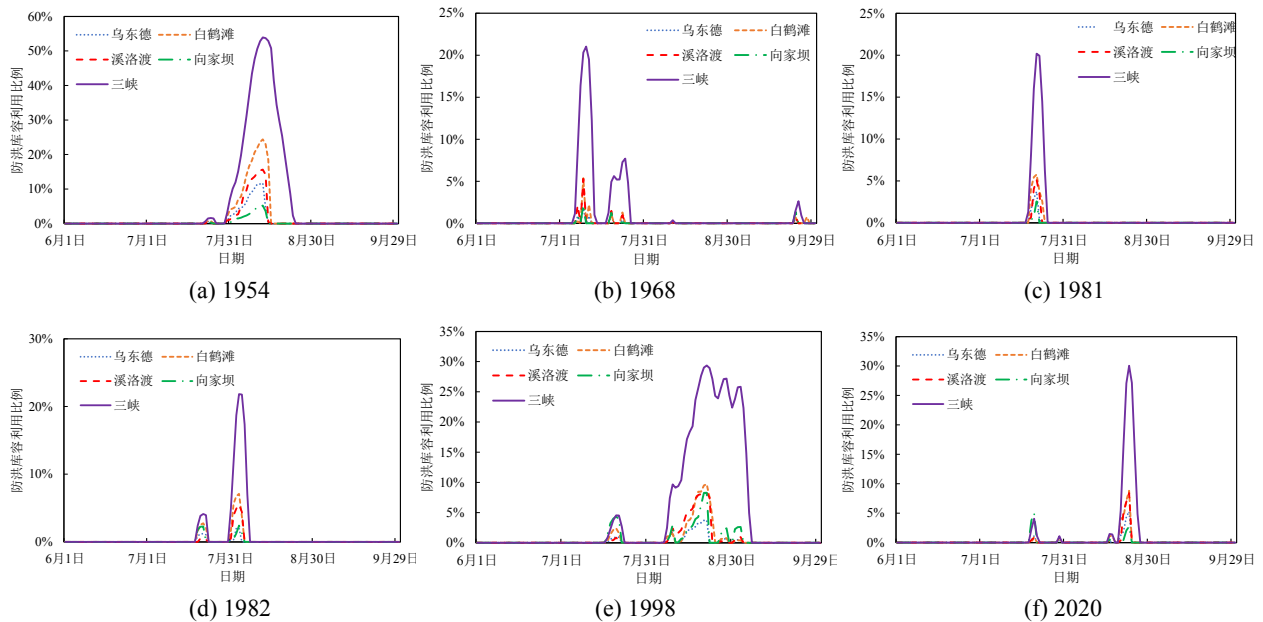 防洪库容利用比例
60%
50%
40%
30%
20%
10%
0%
乌东德 白鹤滩
溪洛渡 向家坝
三峡
6月1日 7月1日 7月31日 8月30日 9月29日
日期
(a) 1954
防洪库容利用比例
25%
20%
15%
10%
5%
0%
乌东德 白鹤滩
溪洛渡 向家坝
三峡
6月1日 7月1日 7月31日 8月30日 9月29日
日期
(b) 1968
防洪库容利用比例
25%
20%
15%
10%
5%
0%
乌东德 白鹤滩
溪洛渡 向家坝
三峡
6月1日 7月1日 7月31日 8月30日 9月29日
日期
(c) 1981
防洪库容利用比例
30%
20%
10%
0%
乌东德 白鹤滩
溪洛渡 向家坝
三峡
6月1日 7月1日 7月31日 8月30日 9月29日
日期
(d) 1982
防洪库容利用比例
35%
30%
25%
20%
15%
10%
5%
0%
乌东德 白鹤滩
溪洛渡 向家坝
三峡
6月1日 7月1日 7月31日 8月30日 9月29日
日期
(e) 1998
防洪库容利用比例
35%
30%
25%
20%
15%
10%
5%
0%
乌东德 白鹤滩
溪洛渡 向家坝
三峡
6月1日 7月1日 7月31日 8月30日 9月29日
日期
(f) 2020